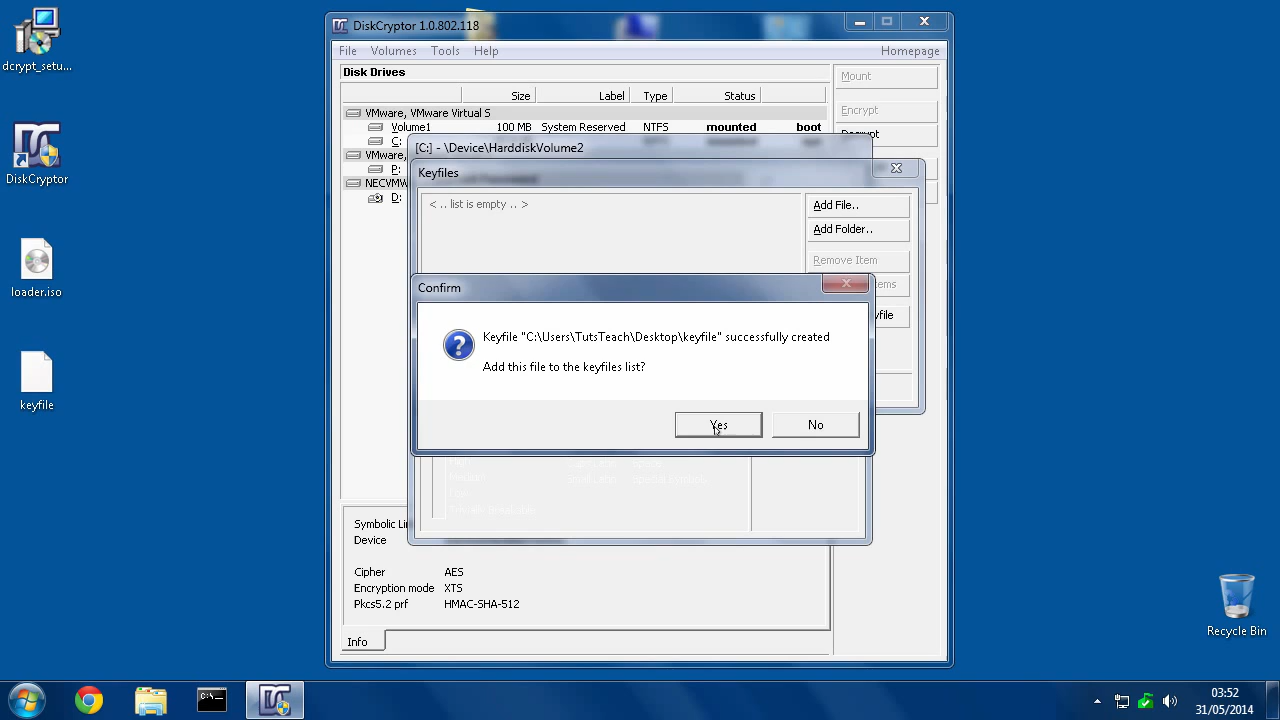 dcrypt_setu...
DiskCryptor
loader.iso
keyfile
Recycle Bin
DiskCryptor 1.0.802.118
File Volumes Tools Help Homepage
Disk Drives
Size Label Type Status
VMware, VMware Virtual S
Volume1 100 MB System Reserved NTFS mounted boot
C:
VMware,
P:
NECVMW
D:
Mount
Encrypt
[C:] - \Device\HarddiskVolume2
Keyfiles
< .. list is empty .. >
Add File..
Add Folder..
Remove Item
Confirm
Keyfile "C:\Users\TutsTeach\Desktop\keyfile" successfully created
Add this file to the keyfiles list?
Yes No
Symbolic Li
Device
Cipher AES
Encryption mode XTS
Pkcs5.2 prf HMAC-SHA-512
Info
03:52
31/05/2014